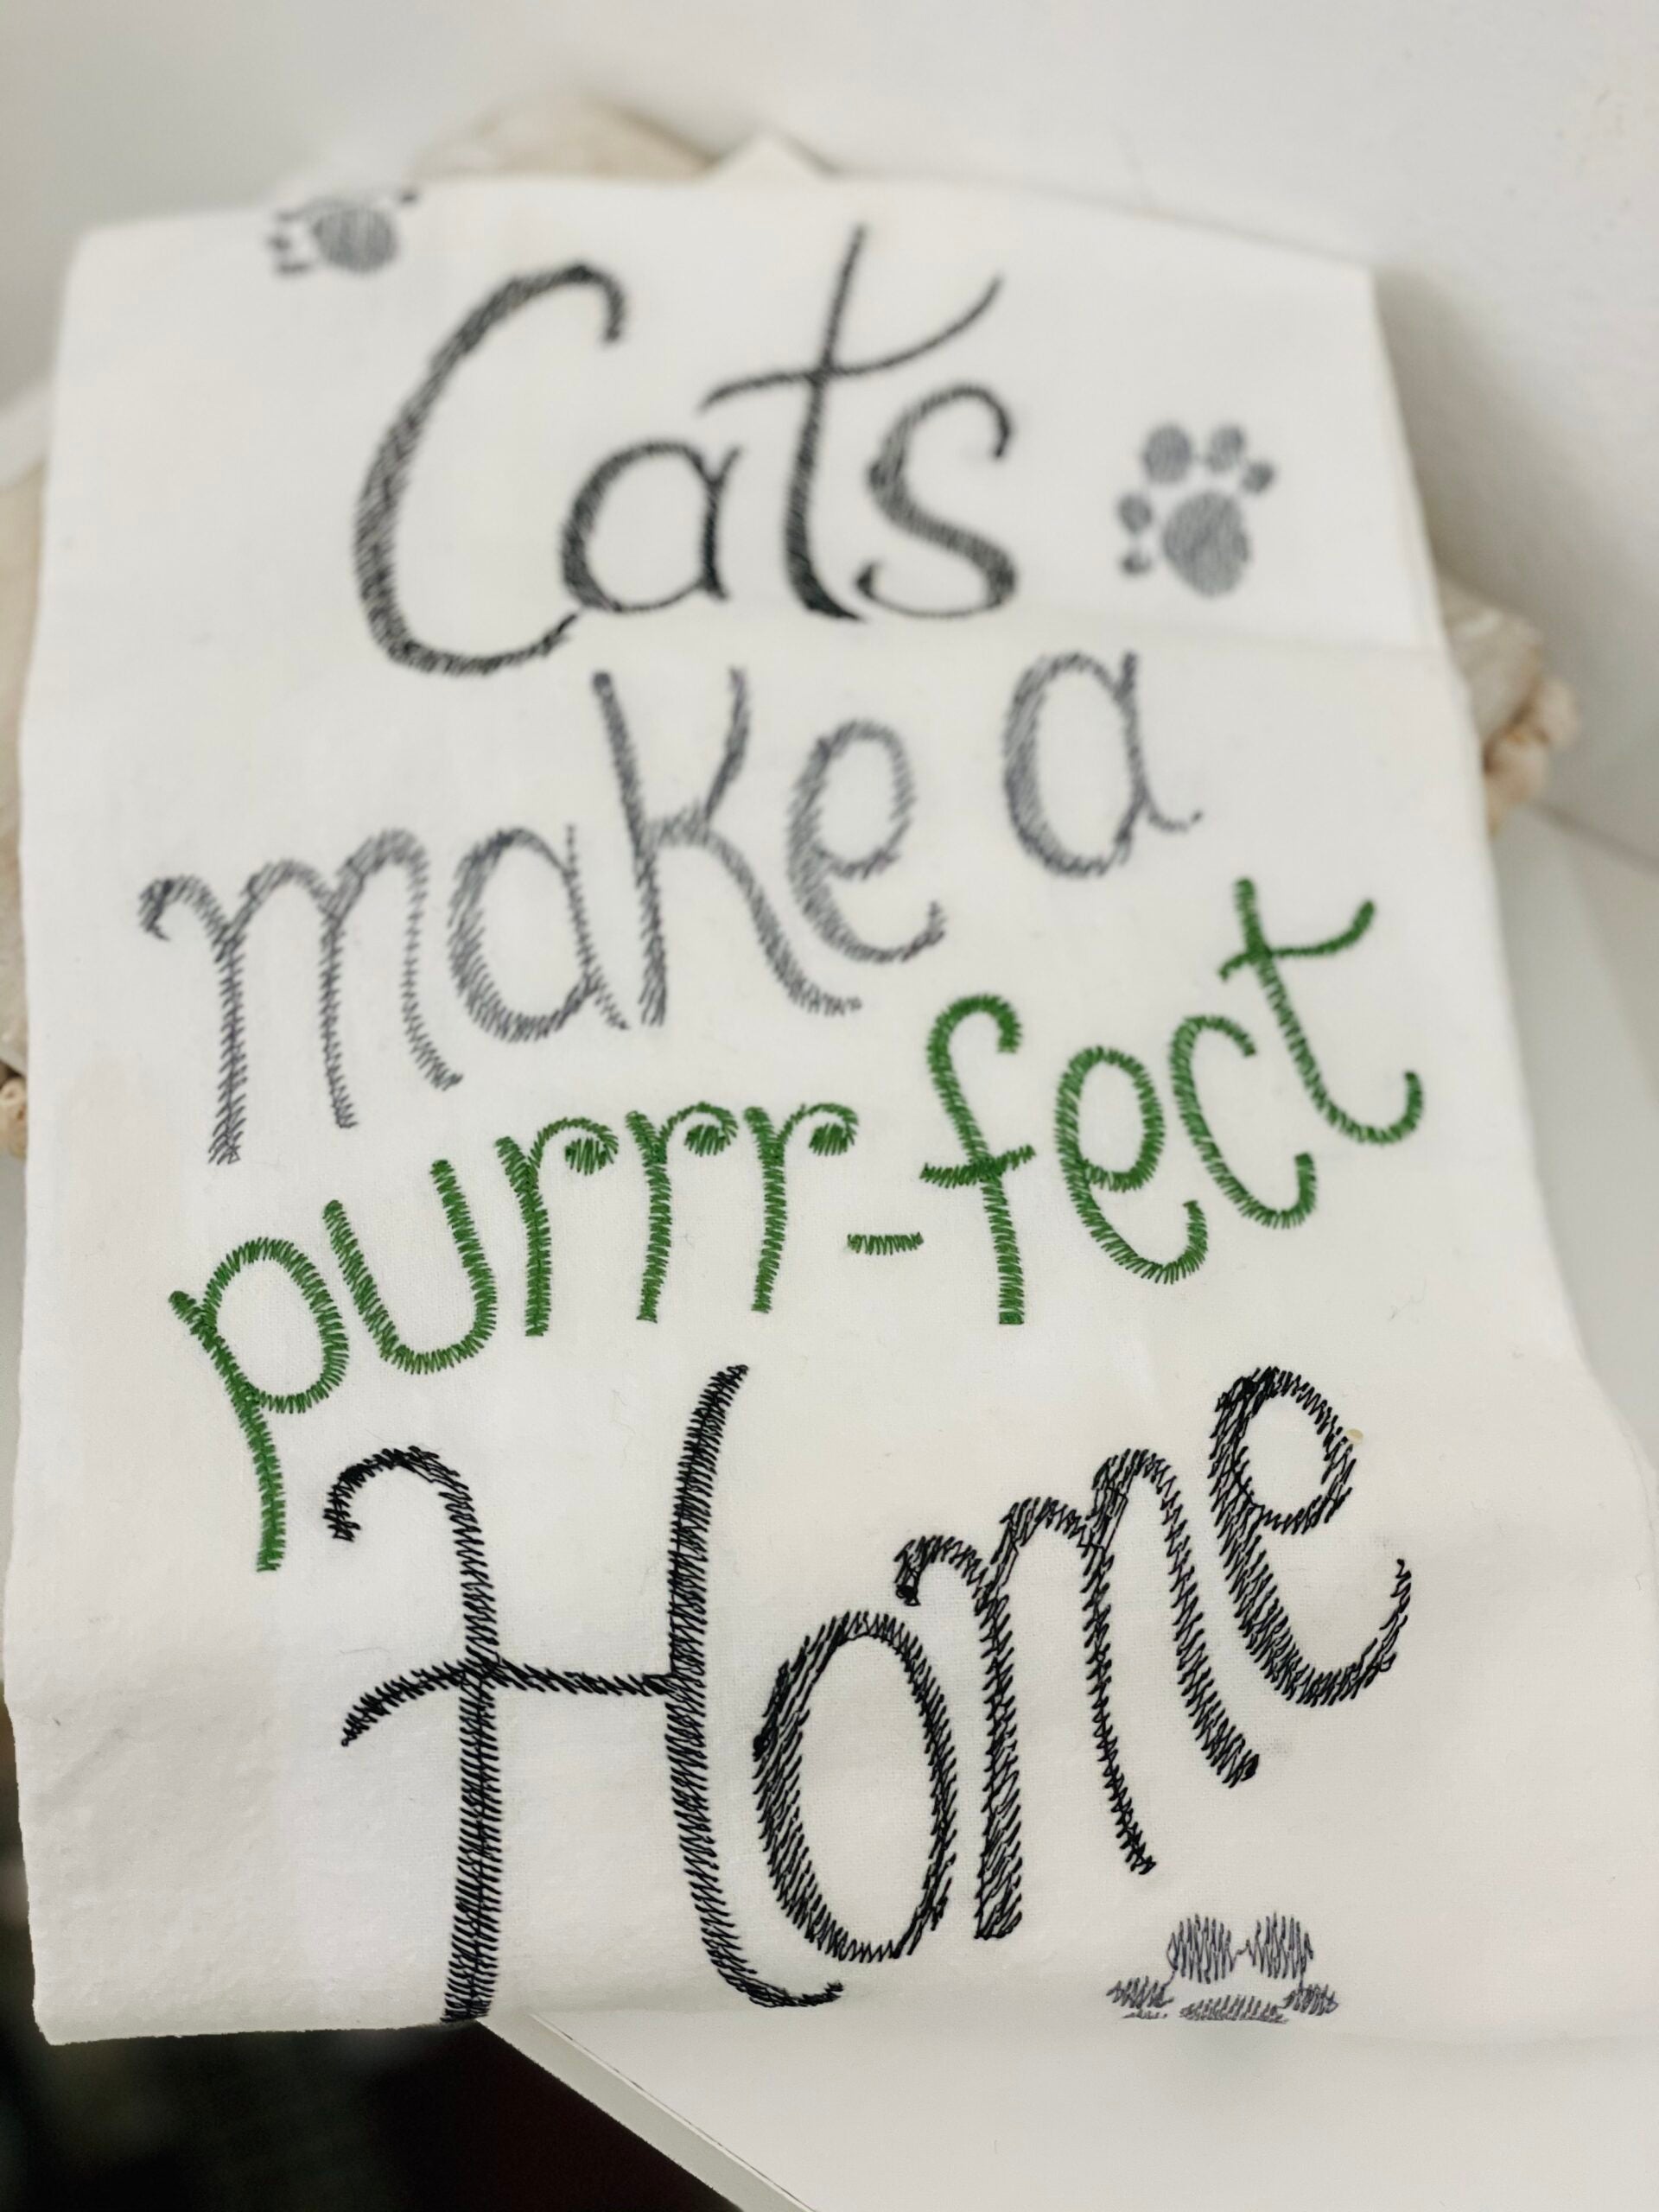 Cats
make a
purrr-fect
Home